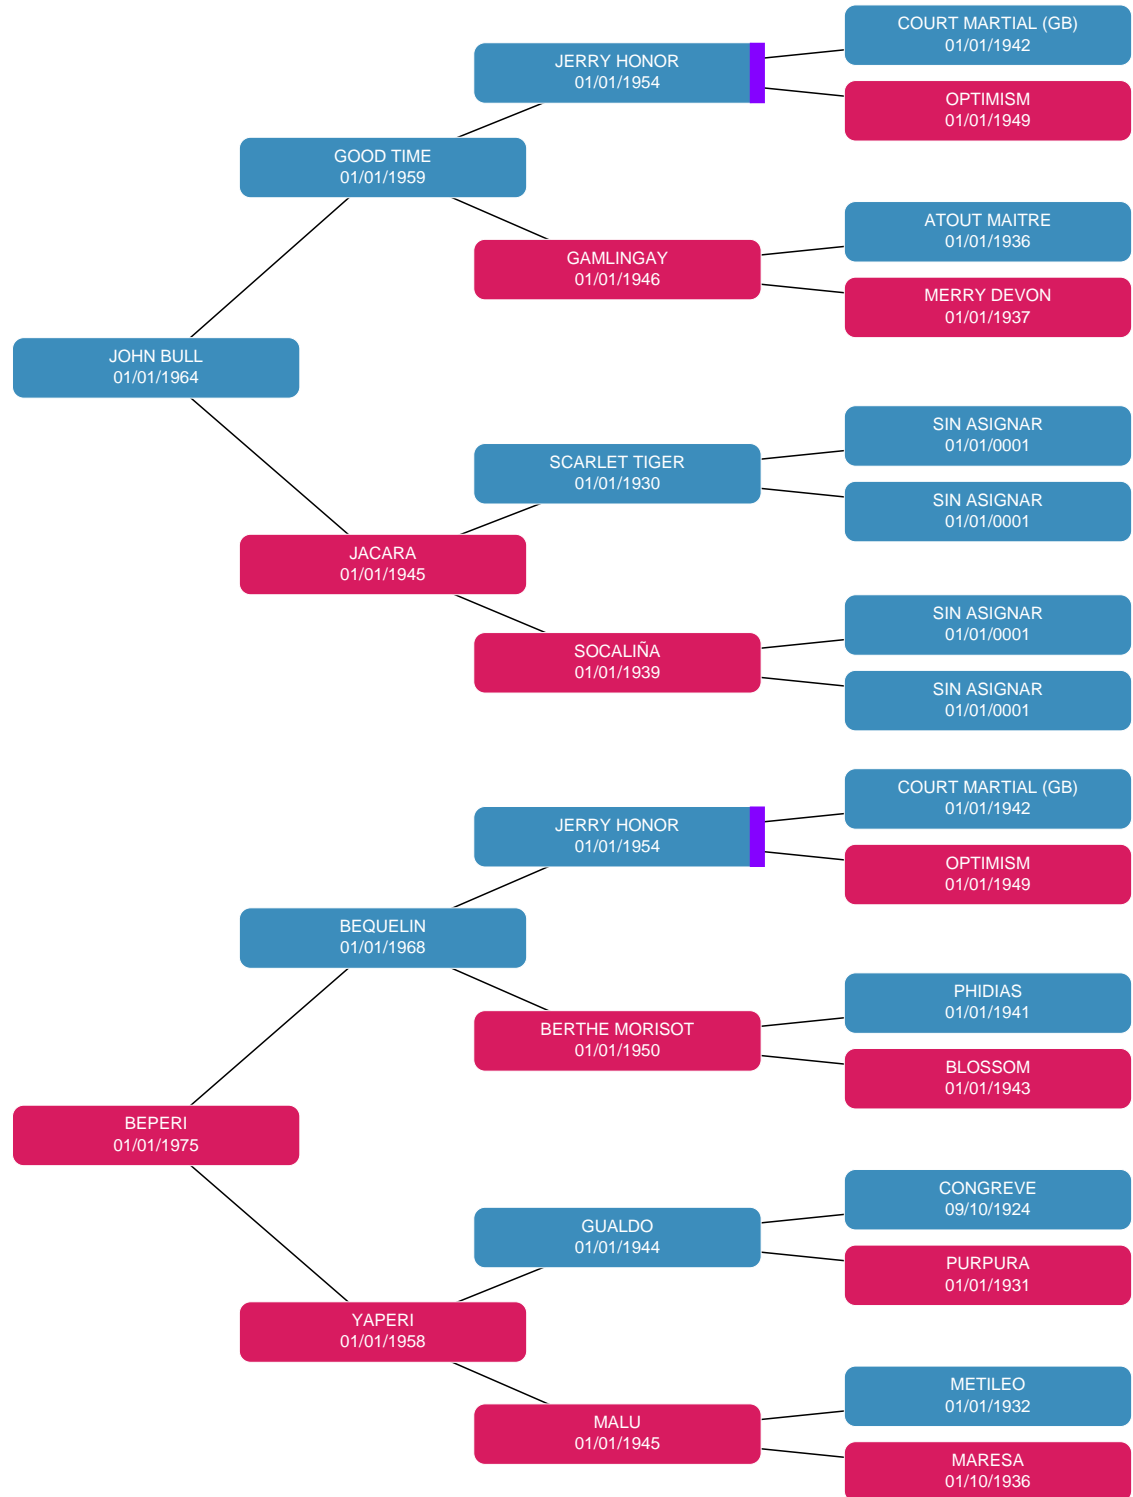 COURT MARTIAL (GB)
01/01/1942
JERRY HONOR
01/01/1954
OPTIMISM
01/01/1949
GOOD TIME
01/01/1959
ATOUT MAITRE
01/01/1936
GAMLINGAY
01/01/1946
MERRY DEVON
01/01/1937
JOHN BULL
01/01/1964
SIN ASIGNAR
01/01/0001
SCARLET TIGER
01/01/1930
SIN ASIGNAR
01/01/0001
JACARA
01/01/1945
SIN ASIGNAR
01/01/0001
SOCALIÑA
01/01/1939
SIN ASIGNAR
01/01/0001
COURT MARTIAL (GB)
01/01/1942
JERRY HONOR
01/01/1954
OPTIMISM
01/01/1949
BEQUELIN
01/01/1968
PHIDIAS
01/01/1941
BERTHE MORISOT
01/01/1950
BLOSSOM
01/01/1943
BEPERI
01/01/1975
CONGREVE
09/10/1924
GUALDO
01/01/1944
PURPURA
01/01/1931
YAPERI
01/01/1958
METILEO
01/01/1932
MALU
01/01/1945
MARESA
01/10/1936